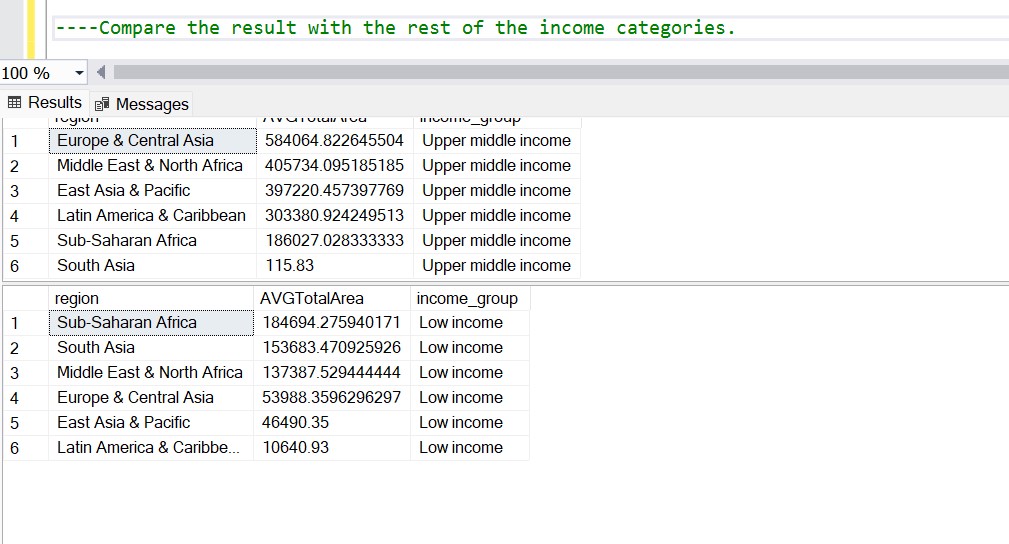 ----Compare the result with the rest of the income categories.
100 %
Results Messages
region AVGTotalArea income_group
1 Europe & Central Asia 584064.822645504 Upper middle income
2 Middle East & North Africa 405734.095185185 Upper middle income
3 East Asia & Pacific 397220.457397769 Upper middle income
4 Latin America & Caribbean 303380.924249513 Upper middle income
5 Sub-Saharan Africa 186027.028333333 Upper middle income
6 South Asia 115.83 Upper middle income
region AVGTotalArea income_group
1 Sub-Saharan Africa 184694.275940171 Low income
2 South Asia 153683.470925926 Low income
3 Middle East & North Africa 137387.529444444 Low income
4 Europe & Central Asia 53988.3596296297 Low income
5 East Asia & Pacific 46490.35 Low income
6 Latin America & Caribbe... 10640.93 Low income